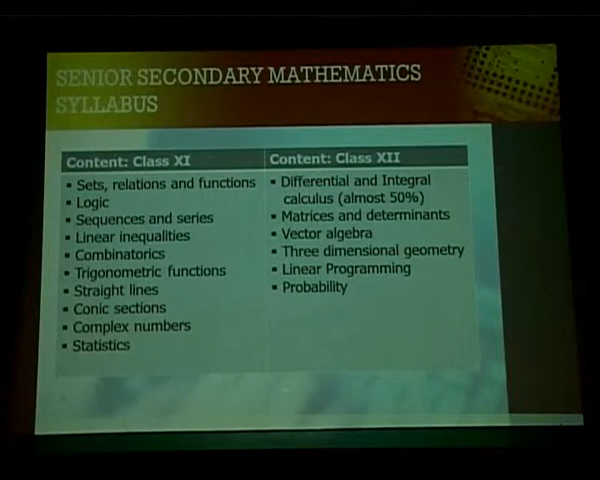 SENIOR SECONDARY MATHEMATICS
SYLLABUS
Content: Class XI
▪ Sets, relations and functions
▪ Logic
▪ Sequences and series
▪ Linear inequalities
▪ Combinatorics
▪ Trigonometric functions
▪ Straight lines
▪ Conic sections
▪ Complex numbers
▪ Statistics
Content: Class XII
▪ Differential and Integral
calculus (almost 50%)
▪ Matrices and determinants
▪ Vector algebra
▪ Three dimensional geometry
▪ Linear Programming
▪ Probability